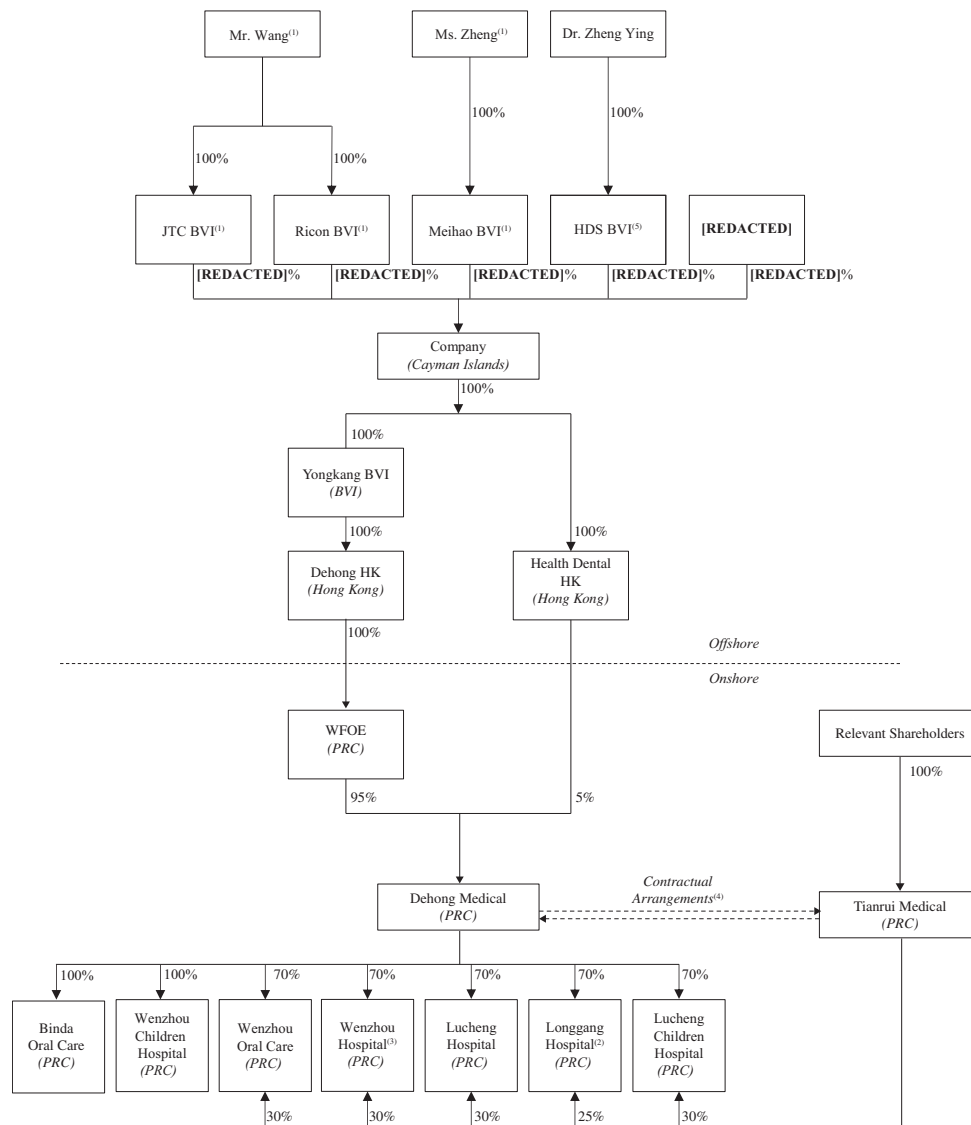 Mr. Wang(1)
Ms. Zheng(1)
Dr. Zheng Ying
100%
100%
100%
100%
JTC BVI(1)
Ricon BVI(1)
Meihao BVI(1)
HDS BVI(5)
[REDACTED]
[REDACTED]%
[REDACTED]%
[REDACTED]%
[REDACTED]%
[REDACTED]%
Company
(Cayman Islands)
100%
100%
Yongkang BVI
(BVI)
100%
100%
Dehong HK
(Hong Kong)
Health Dental
HK
(Hong Kong)
100%
Offshore
Onshore
WFOE
(PRC)
Relevant Shareholders
100%
95%
5%
Dehong Medical
(PRC)
Contractual
Arrangements(4)
Tianrui Medical
(PRC)
100%
100%
70%
70%
70%
70%
70%
Binda
Oral Care
(PRC)
Wenzhou
Children
Hospital
(PRC)
Wenzhou
Oral Care
(PRC)
Wenzhou
Hospital(3)
(PRC)
Lucheng
Hospital
(PRC)
Longgang
Hospital(2)
(PRC)
Lucheng
Children
Hospital
(PRC)
30%
30%
30%
25%
30%